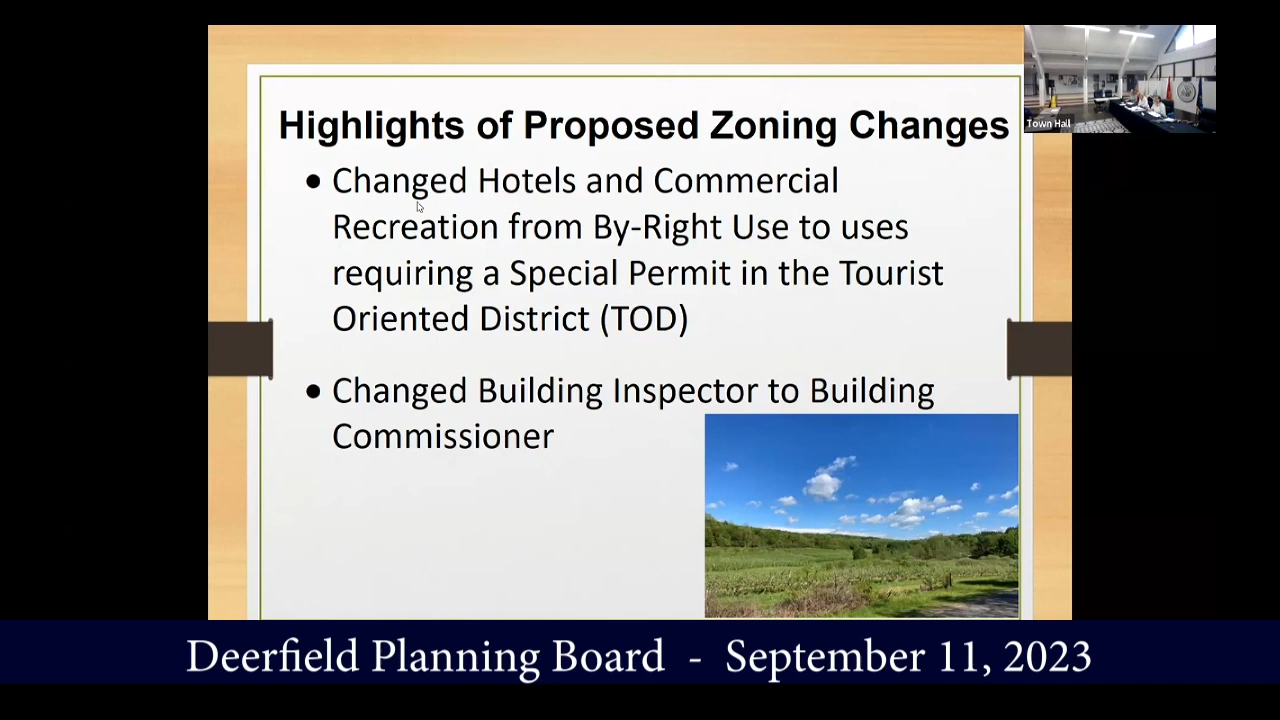 Highlights of Proposed Zoning Changes
• Changed Hotels and Commercial
Recreation from By-Right Use to uses
requiring a Special Permit in the Tourist
Oriented District (TOD)
• Changed Building Inspector to Building
Commissioner
Town Hall
Deerfield Planning Board - September 11, 2023